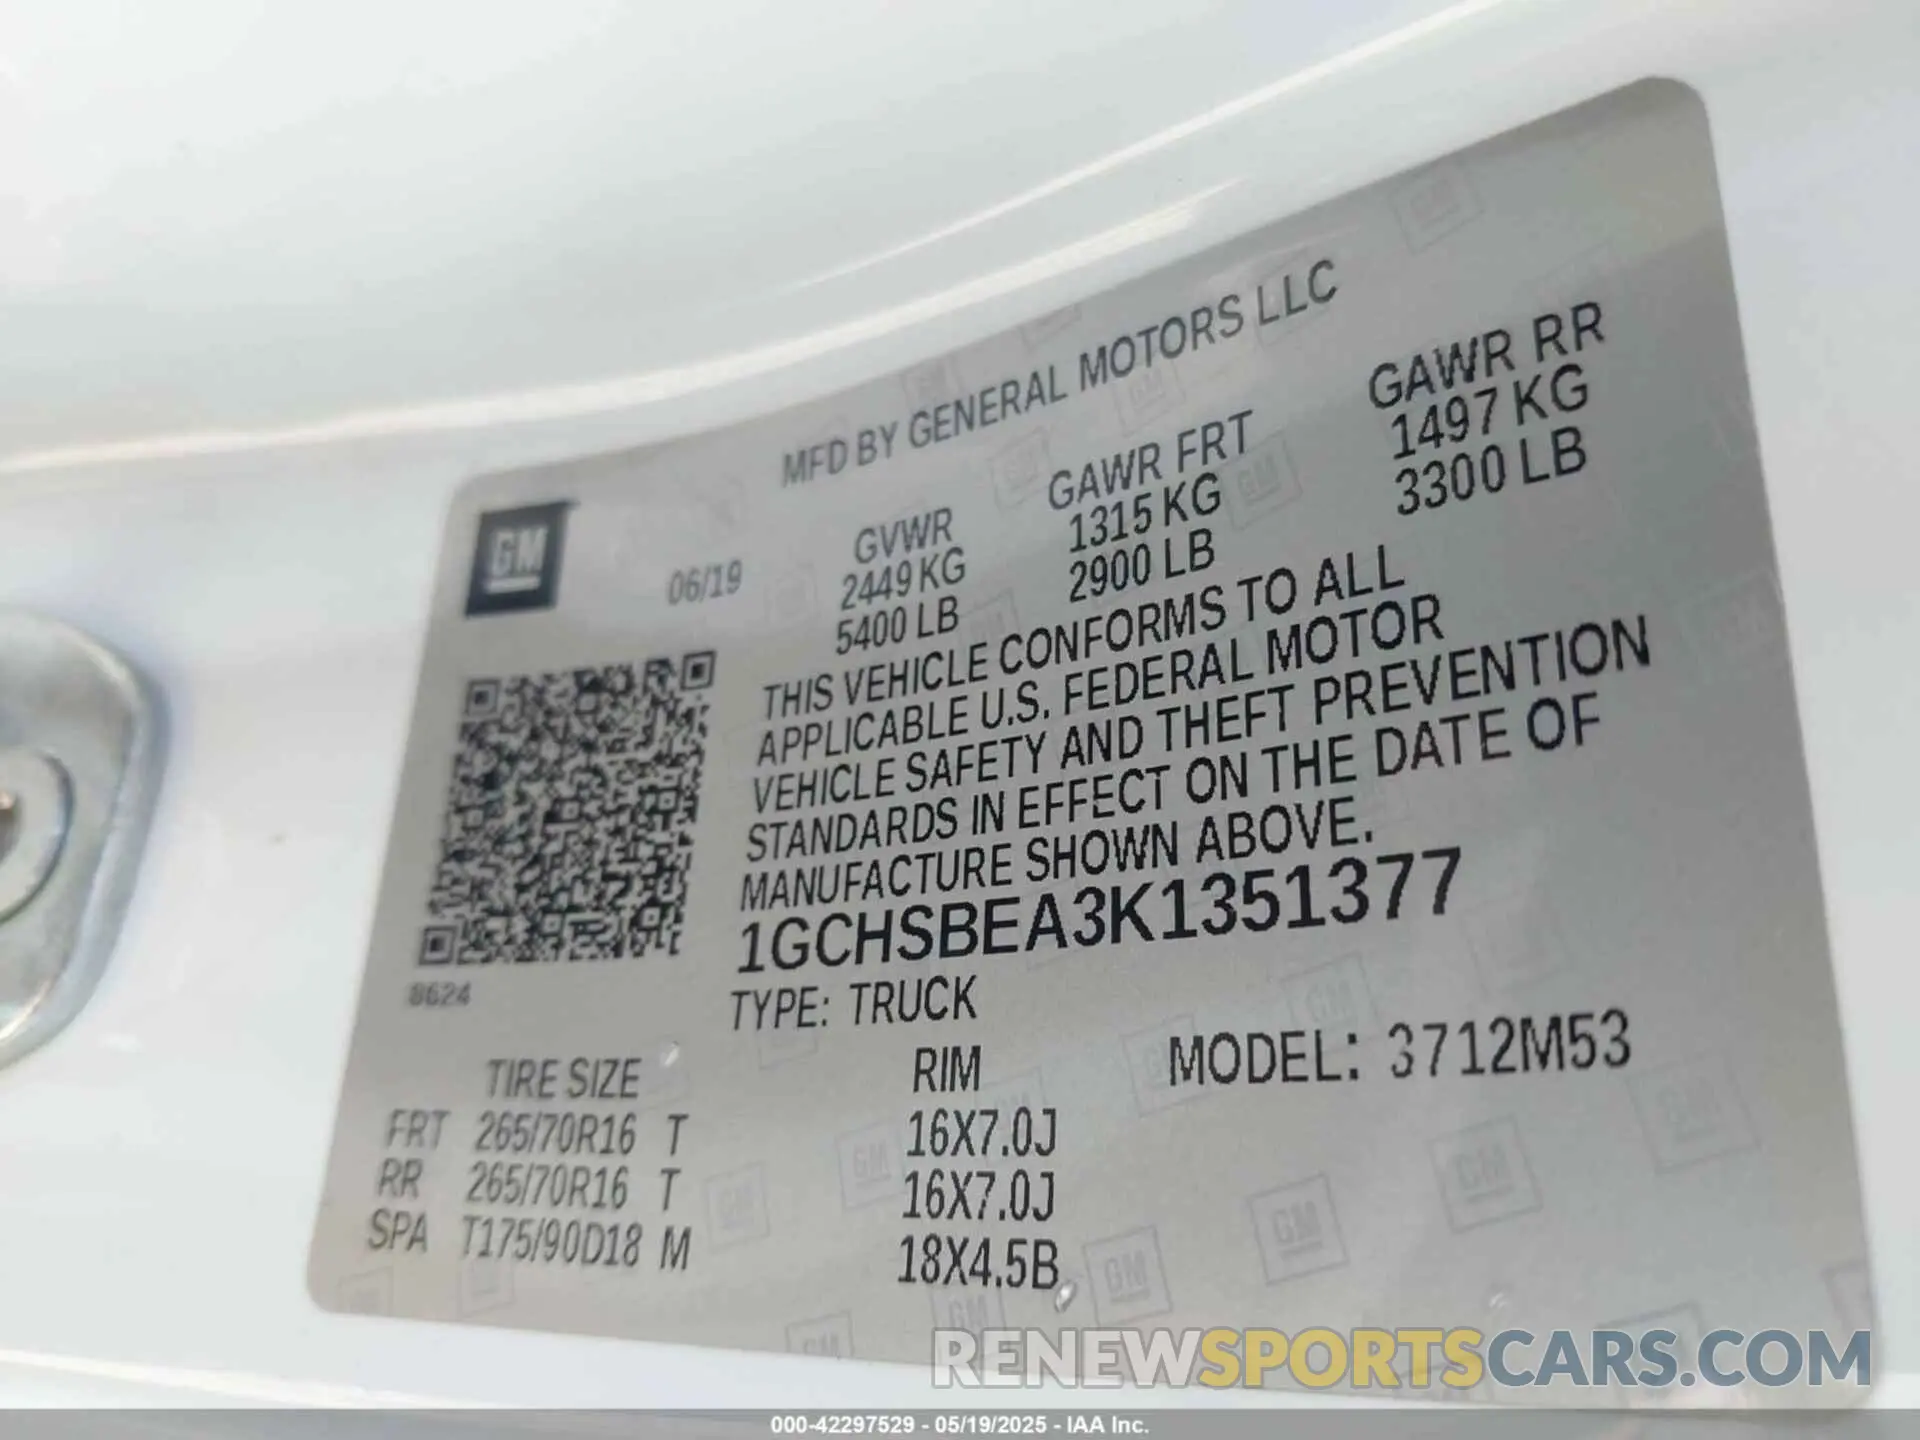 MFD BY GENERAL MOTORS LLC
GM
06/19
GVWR GAWR FRT GAWR RR
2449 KG 1315 KG 1497 KG
5400 LB 2900 LB 3300 LB
THIS VEHICLE CONFORMS TO ALL
APPLICABLE U.S. FEDERAL MOTOR
VEHICLE SAFETY AND THEFT PREVENTION
STANDARDS IN EFFECT ON THE DATE OF
MANUFACTURE SHOWN ABOVE.
1GCHSBEA3K1351377
8624
TYPE: TRUCK
MODEL: 3712M53
TIRE SIZE RIM
FRT 265/70R16 T 16X7.0J
RR 265/70R16 T 16X7.0J
SPA T175/90D18 M 18X4.5B
RENEWSPORTSCARS.COM
000-42297529 - 05/19/2025 - IAA Inc.